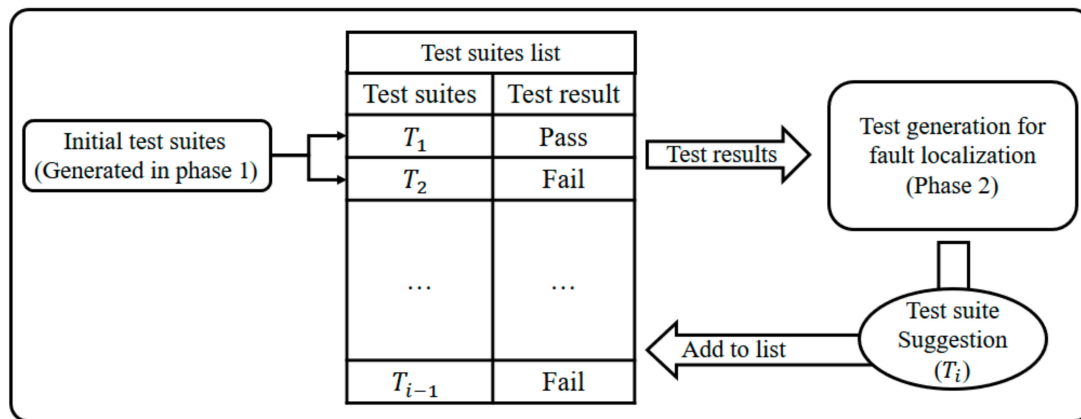 Initial test suites
(Generated in phase 1)
Test suites list
Test suites Test result
T₁ Pass
T₂ Fail
… …
Tᵢ₋₁ Fail
Test results
Test generation for
fault localization
(Phase 2)
Test suite
Suggestion
(Tᵢ)
Add to list